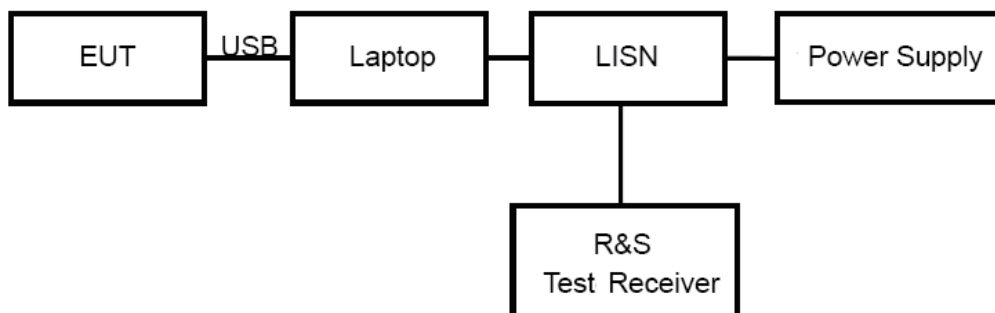 EUT
USB
Laptop
LISN
Power Supply
R&S
Test Receiver